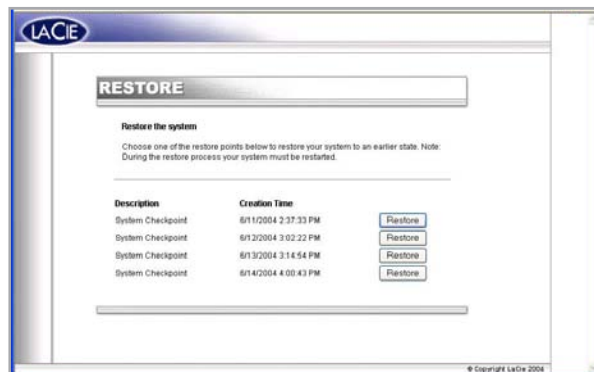 LACIE
RESTORE
Restore the system
Choose one of the restore points below to restore your system to an earlier state. Note:
During the restore process your system must be restarted.
Description Creation Time
System Checkpoint 6/11/2004 2:37:33 PM Restore
System Checkpoint 6/12/2004 3:02:22 PM Restore
System Checkpoint 6/13/2004 3:14:54 PM Restore
System Checkpoint 6/14/2004 4:00:43 PM Restore
© Copyright LaCie 2004